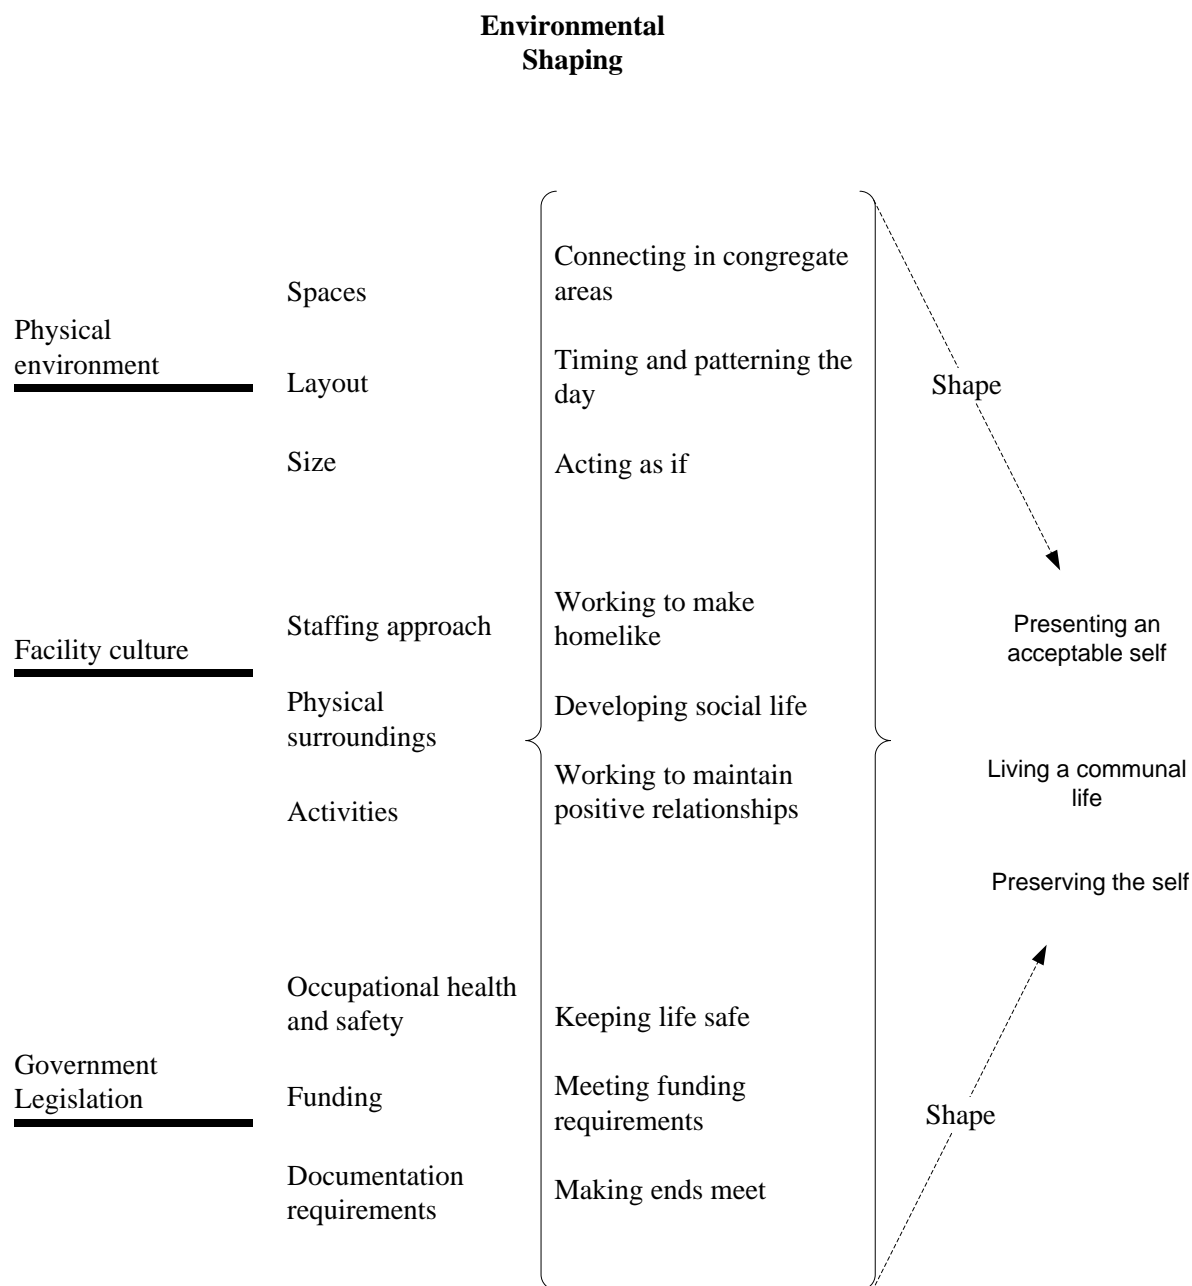 Environmental
Shaping
Connecting in congregate
areas
Spaces
Physical
environment
Timing and patterning the
day
Layout
Shape
Size
Acting as if
Working to make
homelike
Staffing approach
Presenting an
acceptable self
Facility culture
Physical
surroundings
Developing social life
Living a communal
life
Working to maintain
positive relationships
Activities
Preserving the self
Occupational health
and safety
Keeping life safe
Government
Legislation
Funding
Meeting funding
requirements
Shape
Documentation
requirements
Making ends meet